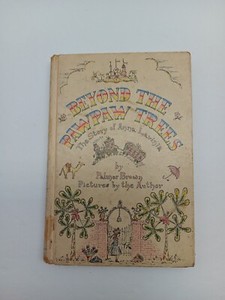 BEYOND THE
PAWPAW TREES
The Story of Anna Lavinia
by
Palmer Brown
Pictures by the Author